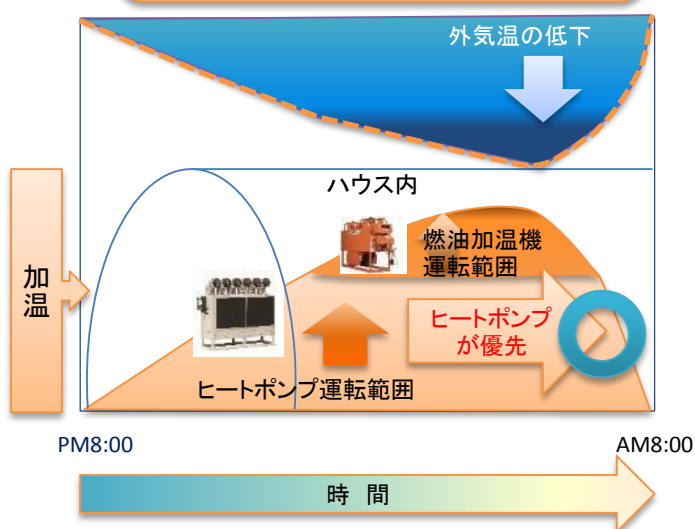 外気温の低下
ハウス内
燃油加温機
運転範囲
加温
ヒートポンプ
が優先
ヒートポンプ運転範囲
PM8:00
AM8:00
時 間